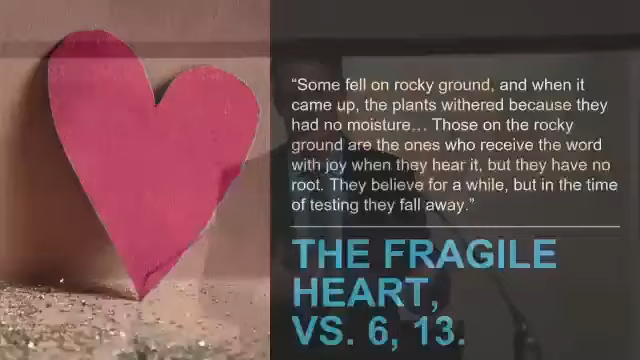 “Some fell on rocky ground, and when it
came up, the plants withered because they
had no moisture… Those on the rocky
ground are the ones who receive the word
with joy when they hear it, but they have no
root. They believe for a while, but in the time
of testing they fall away.”
THE FRAGILE
HEART,
VS. 6, 13.